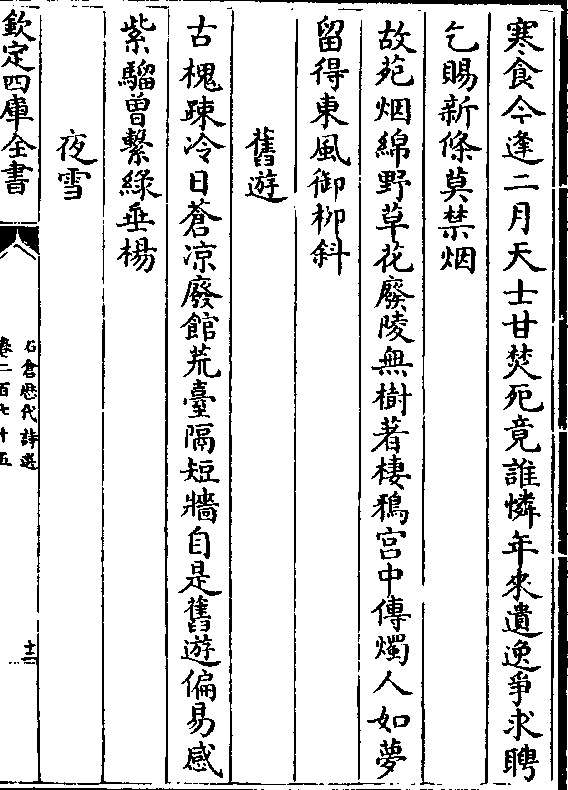 寒食今逢二月天士甘焚死竟誰憐年來遺逸爭求聘
乞賜新條莫禁烟
故苑烟綿野草花廢陵無樹著棲鴉宫中傳燭人如夢
留得東風御柳斜
舊遊
古槐疎冷日蒼凉廢館荒臺隔短牆自是舊遊偏易感
紫騮曾繫綠垂楊
夜雪
欽定四庫全書
石倉歷代詩選
卷二百七十五
十二